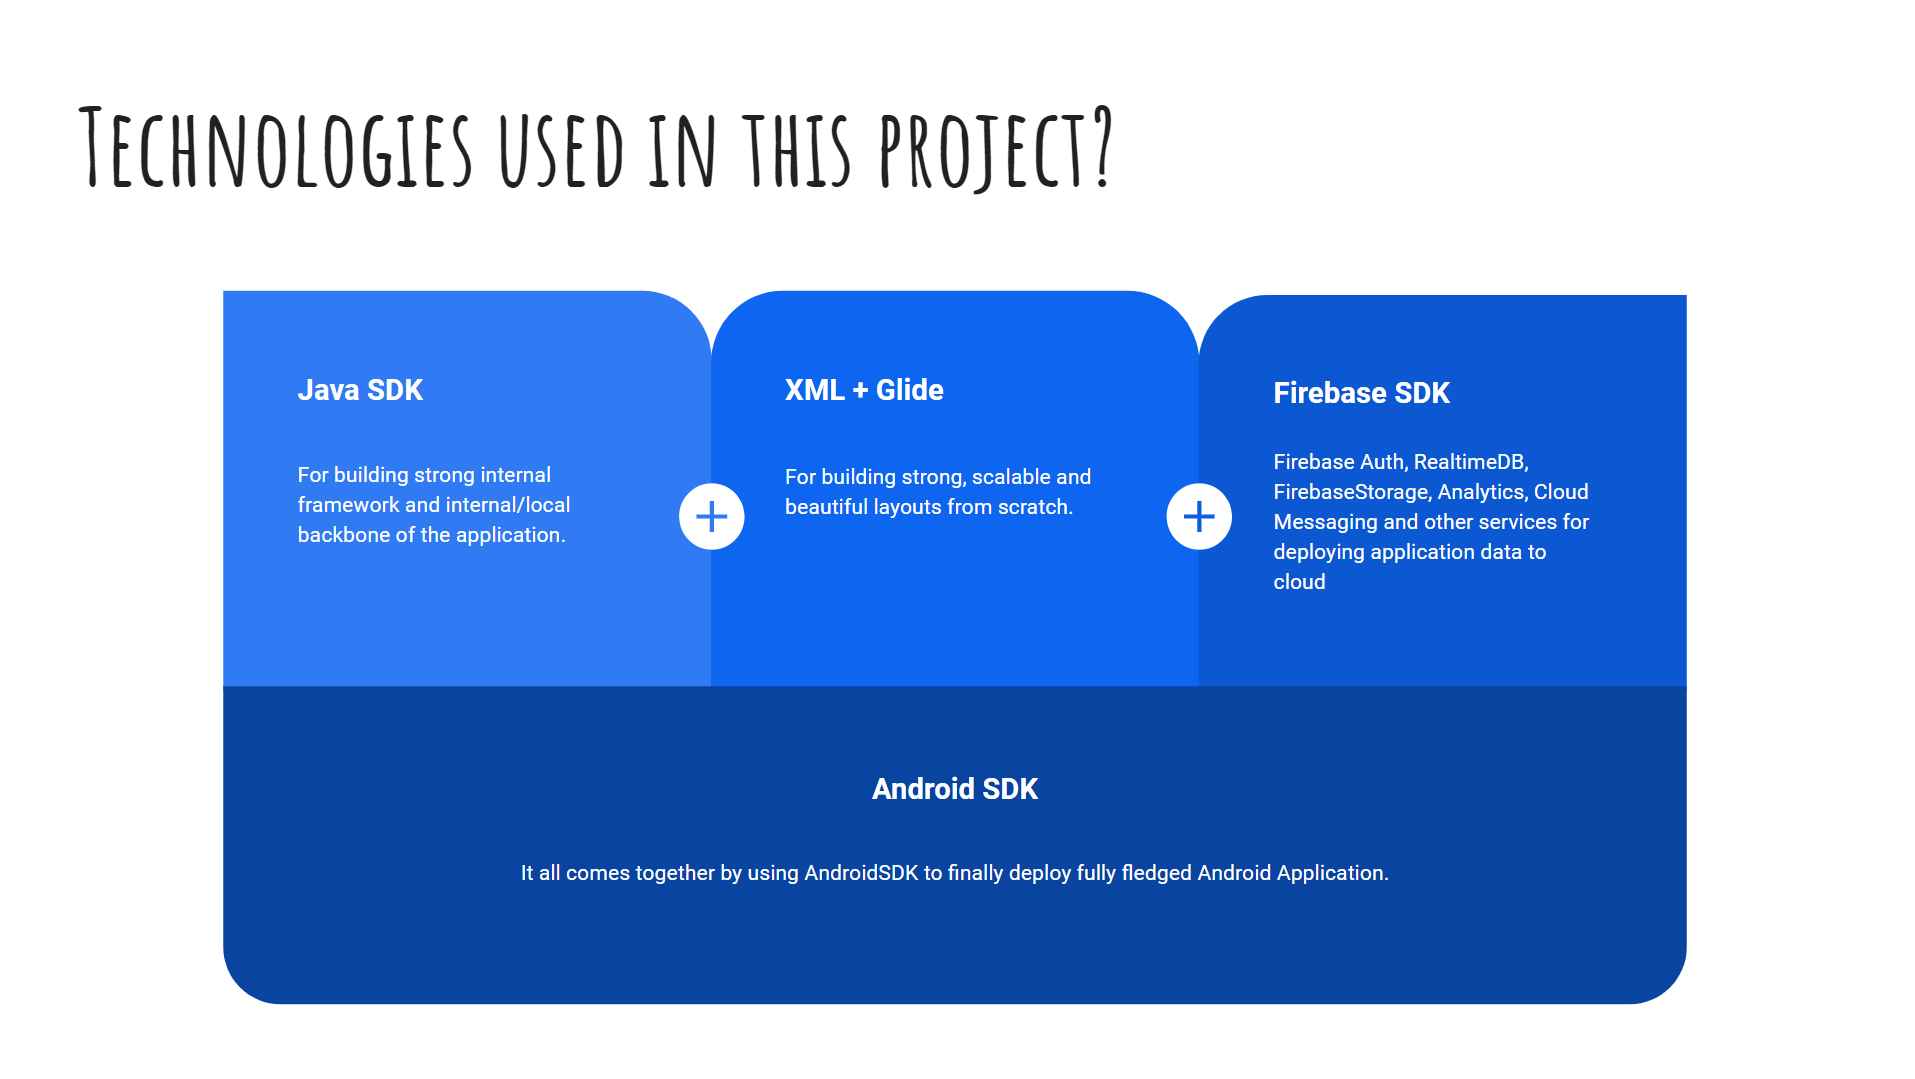 Technologies used in this project?
Java SDK
For building strong internal
framework and internal/local
backbone of the application.
XML + Glide
For building strong, scalable and
beautiful layouts from scratch.
Firebase SDK
Firebase Auth, RealtimeDB,
FirebaseStorage, Analytics, Cloud
Messaging and other services for
deploying application data to
cloud
Android SDK
It all comes together by using AndroidSDK to finally deploy fully fledged Android Application.